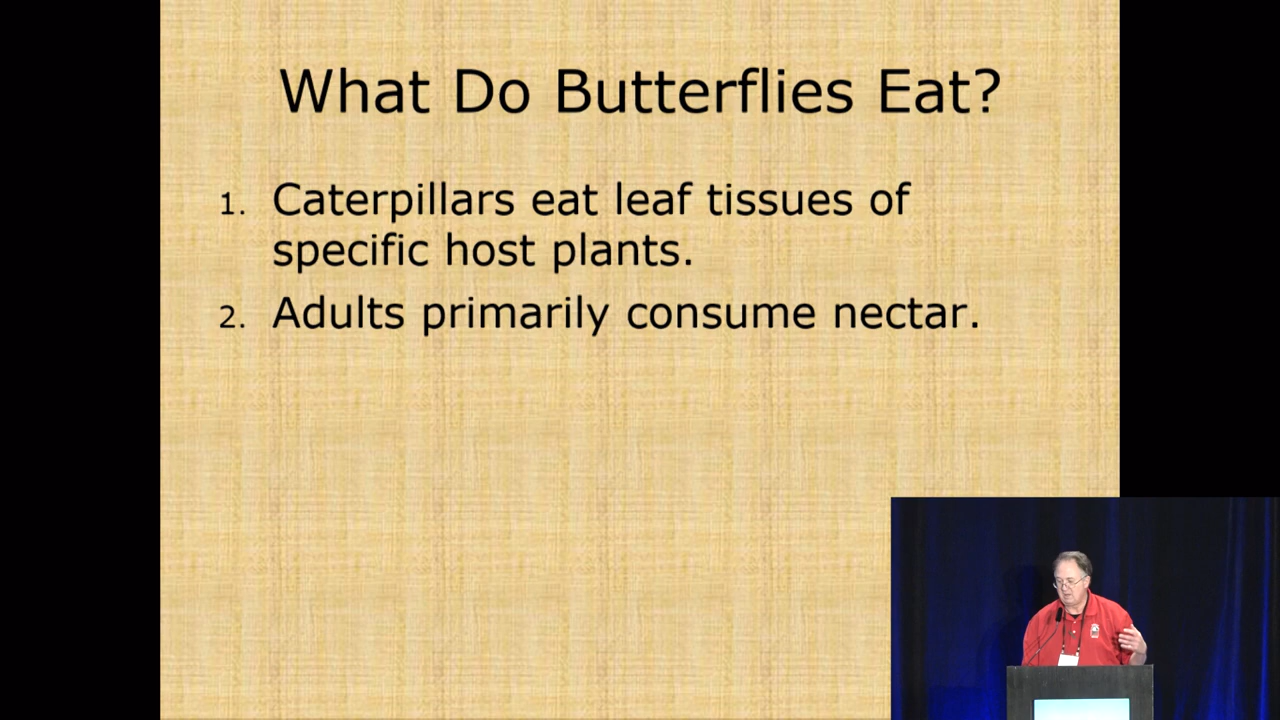 What Do Butterflies Eat?
1. Caterpillars eat leaf tissues of
specific host plants.
2. Adults primarily consume nectar.